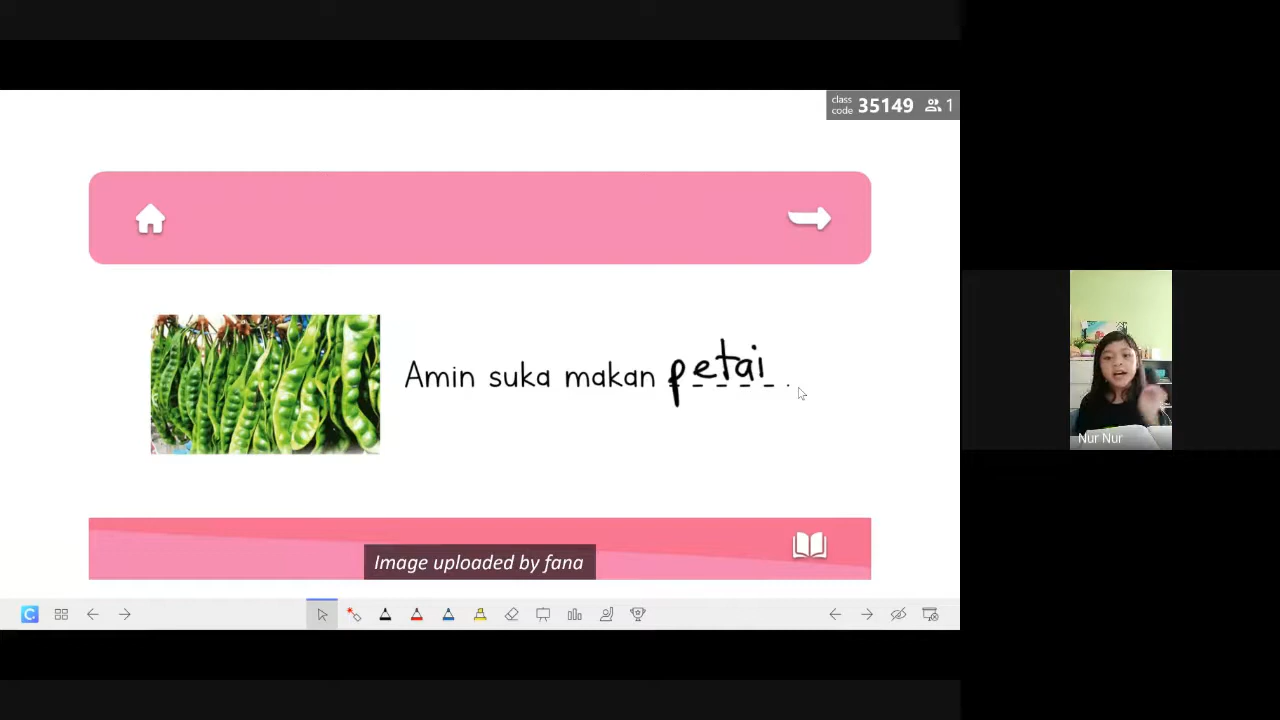 class code 35149 1
Amin suka makan petai.
Nur Nur
Image uploaded by fana